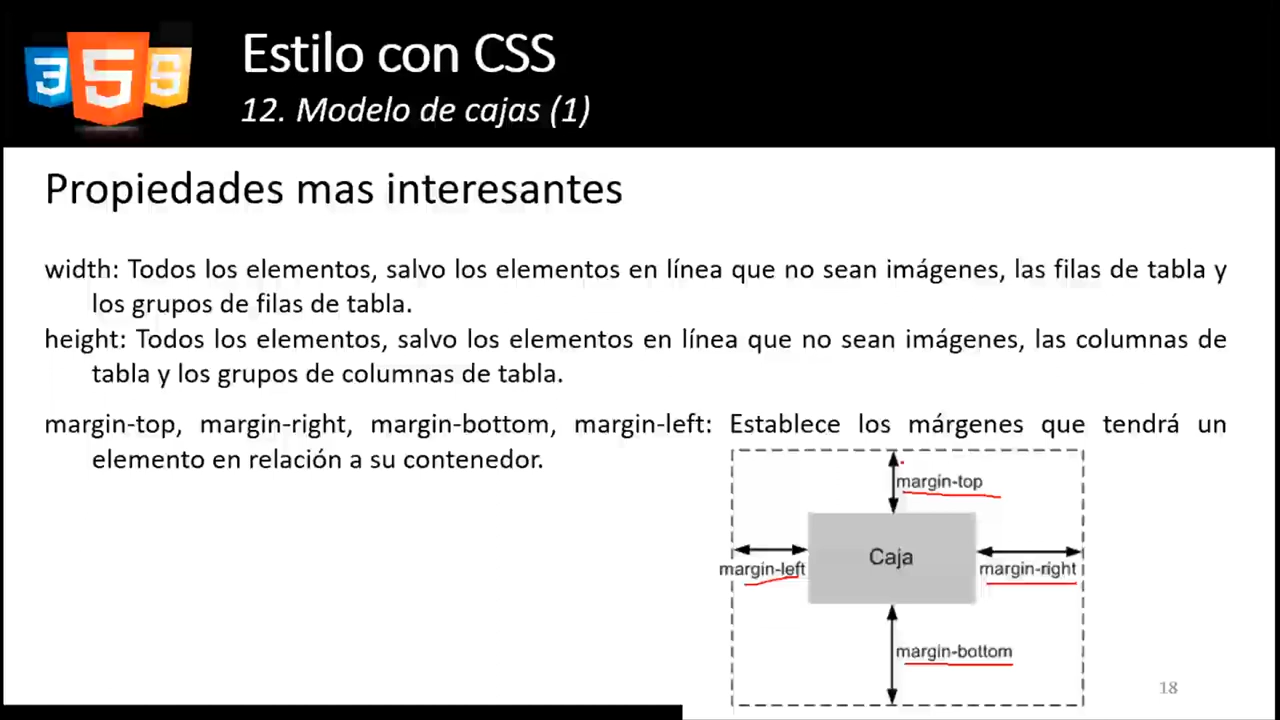 3 5 S
Estilo con CSS
12. Modelo de cajas (1)
Propiedades mas interesantes
width: Todos los elementos, salvo los elementos en línea que no sean imágenes, las filas de tabla y
los grupos de filas de tabla.
height: Todos los elementos, salvo los elementos en línea que no sean imágenes, las columnas de
tabla y los grupos de columnas de tabla.
margin-top, margin-right, margin-bottom, margin-left: Establece los márgenes que tendrá un
elemento en relación a su contenedor.
margin-top
Caja
margin-left
margin-right
margin-bottom
18